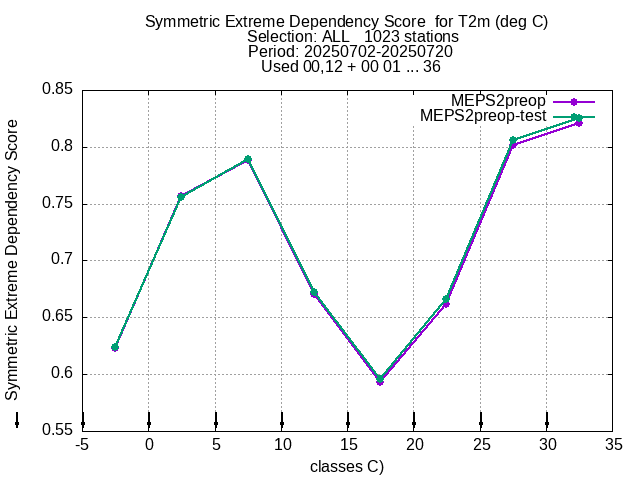 Symmetric Extreme Dependency Score  for T2m (deg C)
Selection: ALL   1023 stations
Period: 20250702-20250720
Used 00,12 + 00 01 ... 36
MEPS2preop
MEPS2preop-test
Symmetric Extreme Dependency Score
0.85
0.8
0.75
0.7
0.65
0.6
0.55
-5 0 5 10 15 20 25 30 35
classes C)